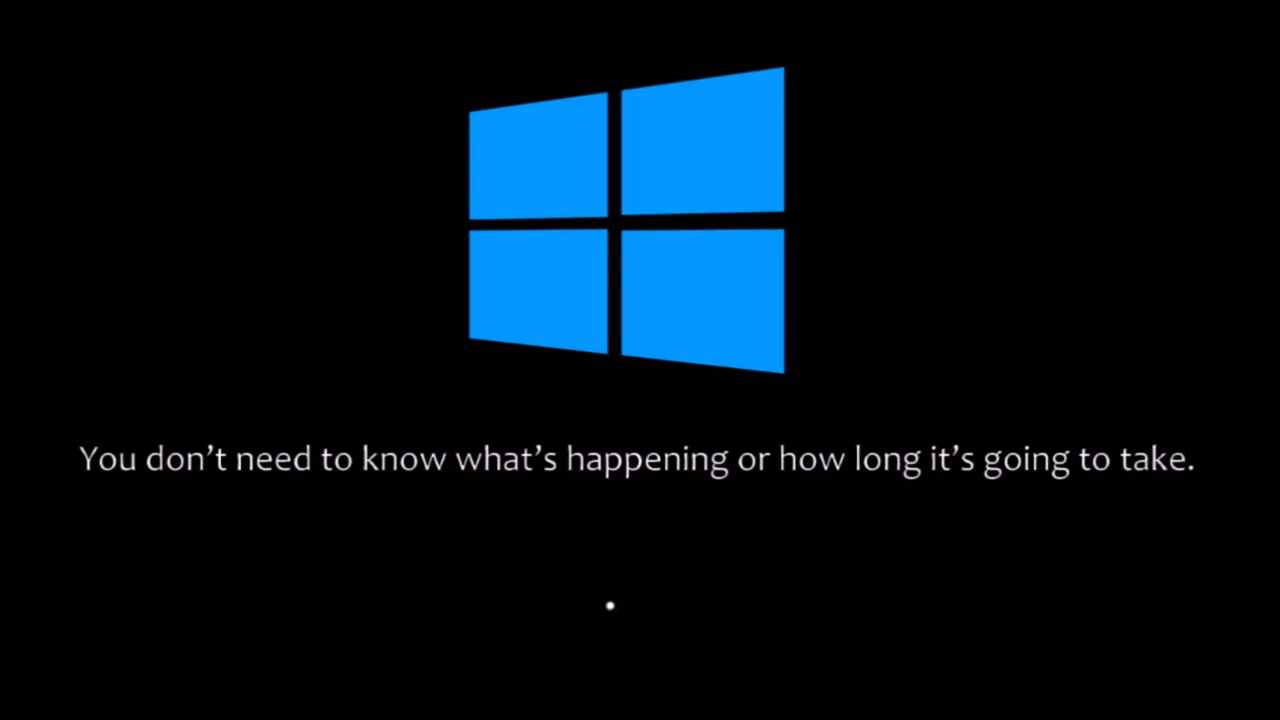 You don’t need to know what’s happening or how long it’s going to take.